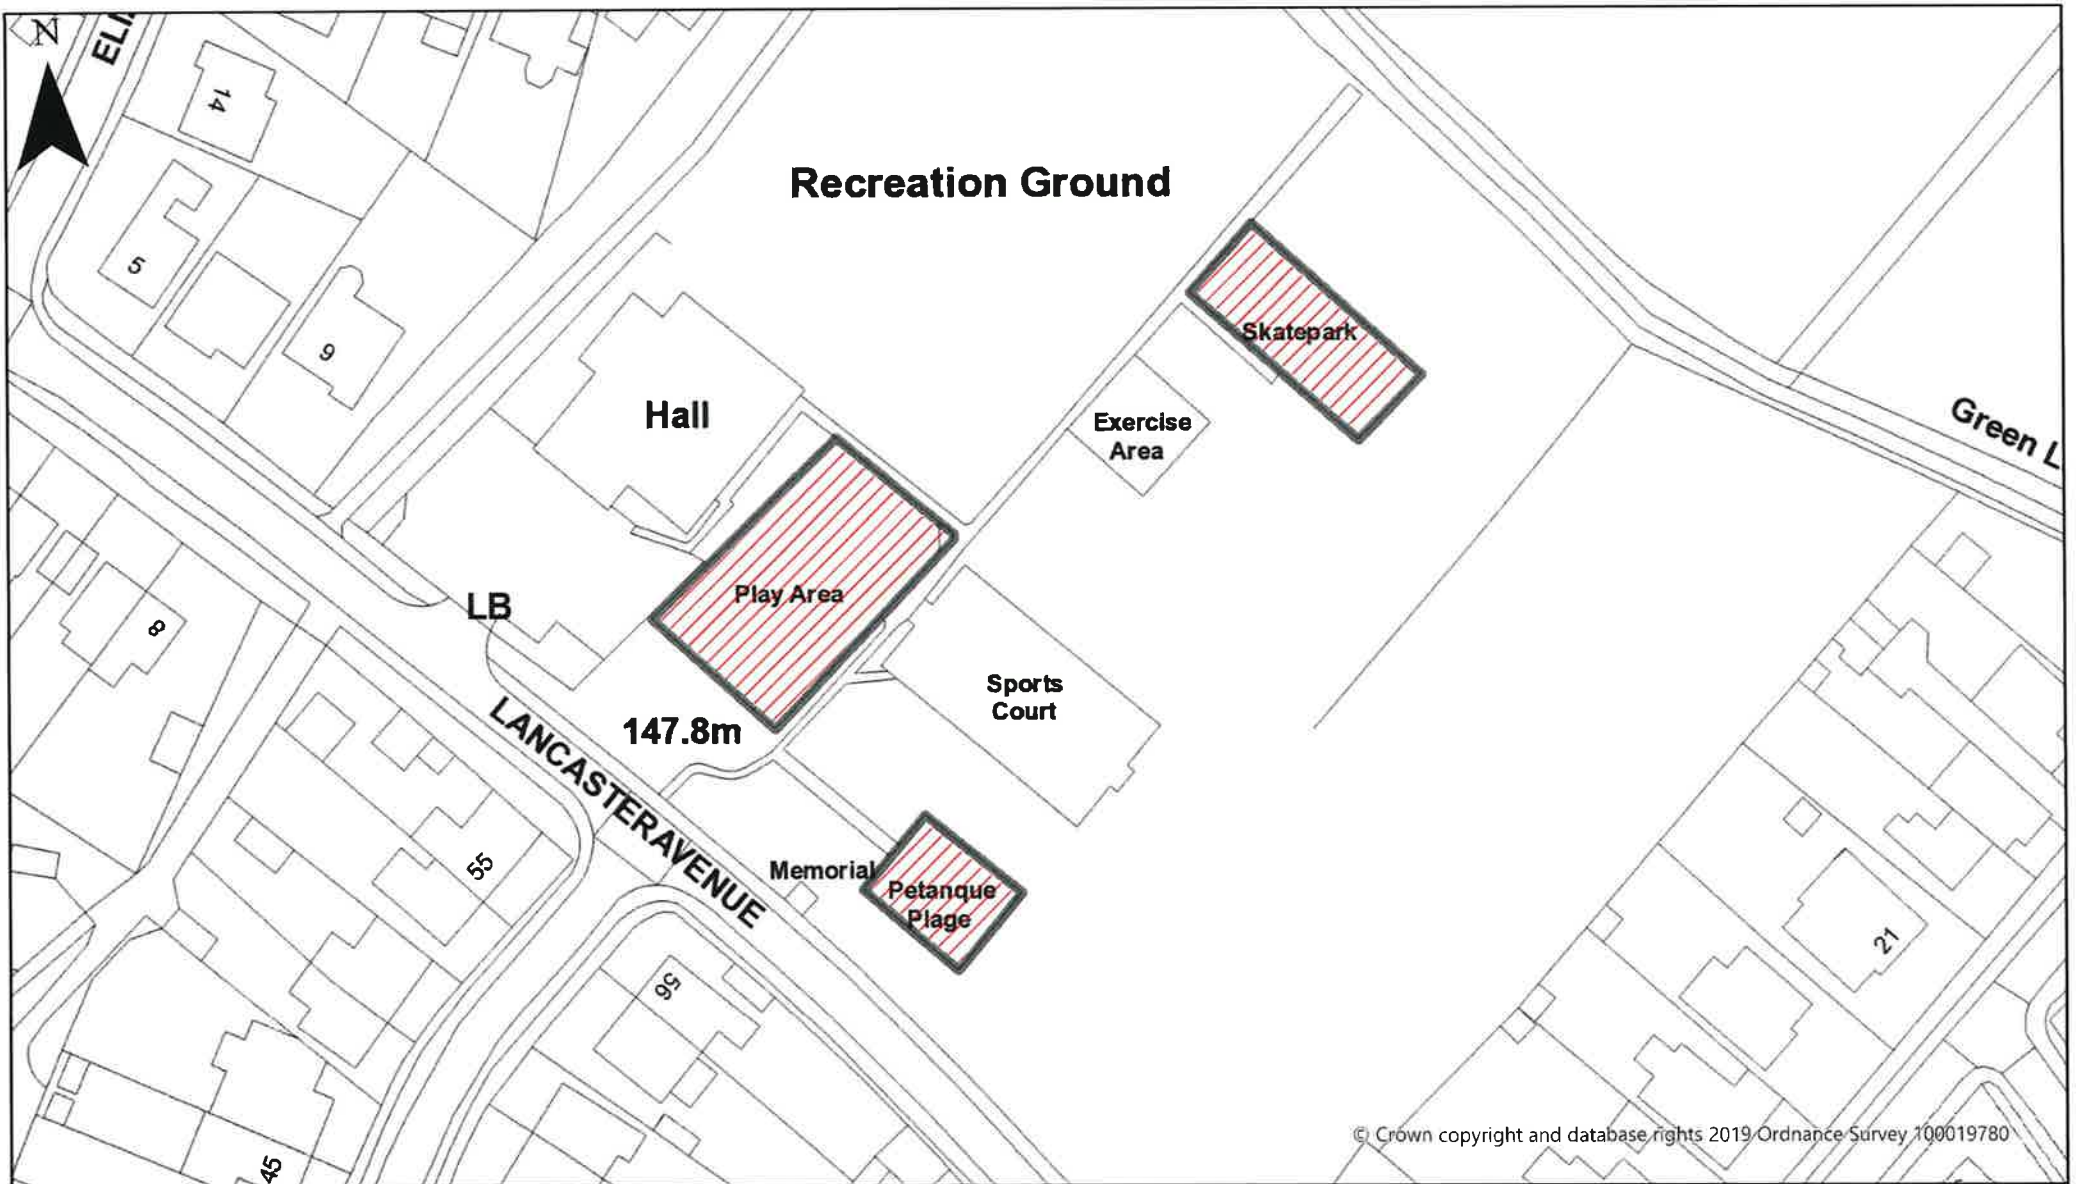 N
14
Recreation Ground
5
9
Skatepark
Hall
Exercise
Area
Green L
Play Area
LB
8
Sports
Court
147.8m
LANCASTERAVENUE
55
Memorial
Petanque
Plage
21
56
© Crown copyright and database rights 2019 Ordnance Survey 100019780
45